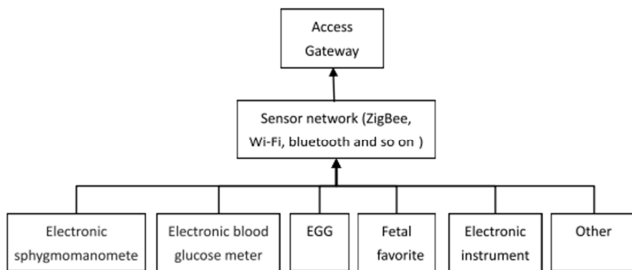 Access
Gateway
Sensor network (ZigBee,
Wi-Fi, bluetooth and so on )
Electronic
sphygmomanomete
Electronic blood
glucose meter
EGG
Fetal
favorite
Electronic
instrument
Other